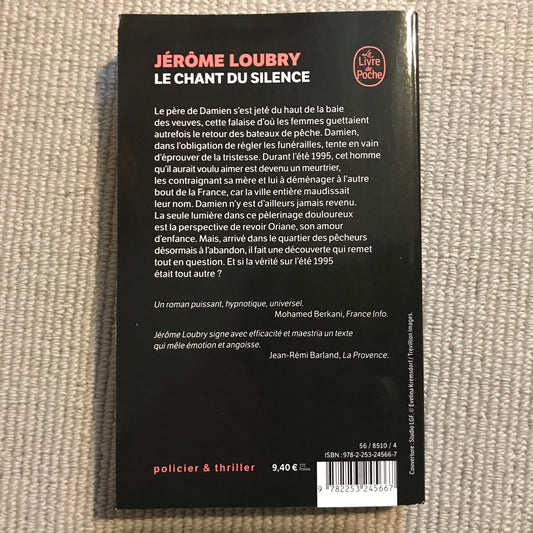 JÉRÔME LOUBRY
LE CHANT DU SILENCE
Le Livre de Poche
Le père de Damien s'est jeté du haut de la baie
des veuves, cette falaise d'où les femmes guettaient
autrefois le retour des bateaux de pêche. Damien,
dans l'obligation de régler les funérailles, tente en vain
d'éprouver de la tristesse. Durant l'été 1995, cet homme
qu'il aurait voulu aimer est devenu un meurtrier,
les contraignant sa mère et lui à déménager à l'autre
bout de la France, car la ville entière maudissait
leur nom. Damien n'y est d'ailleurs jamais revenu.
La seule lumière dans ce pèlerinage douloureux
est la perspective de revoir Oriane, son amour
d'enfance. Mais, arrivé dans le quartier des pêcheurs
désormais à l'abandon, il fait une découverte qui remet
tout en question. Et si la vérité sur l'été 1995
était tout autre ?
Un roman puissant, hypnotique, universel.
Mohamed Berkani, France Info.
Jérôme Loubry signe avec efficacité et maestria un texte
qui mêle émotion et angoisse.
Jean-Rémi Barland, La Provence.
Couverture : Studio LGF. © Evelina Kremsdorf / Trevillion Images.
56 / 8510 / 4
ISBN : 978-2-253-24566-7
policier & thriller
9,40 € TTC France
9 782253 245667